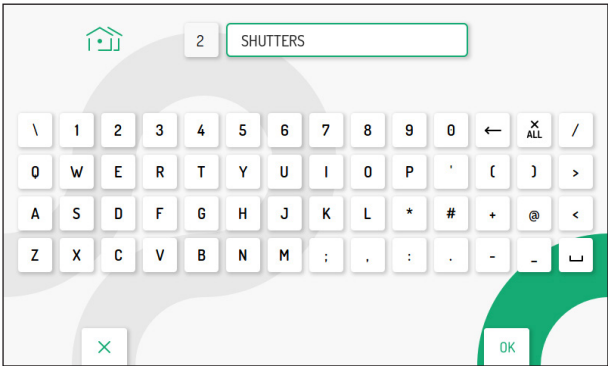 2 SHUTTERS
\ 1 2 3 4 5 6 7 8 9 0 ← × ALL /
Q W E R T Y U I O P ' ( ) >
A S D F G H J K L * # + @ <
Z X C V B N M ; , : . - _ ⎵
× OK